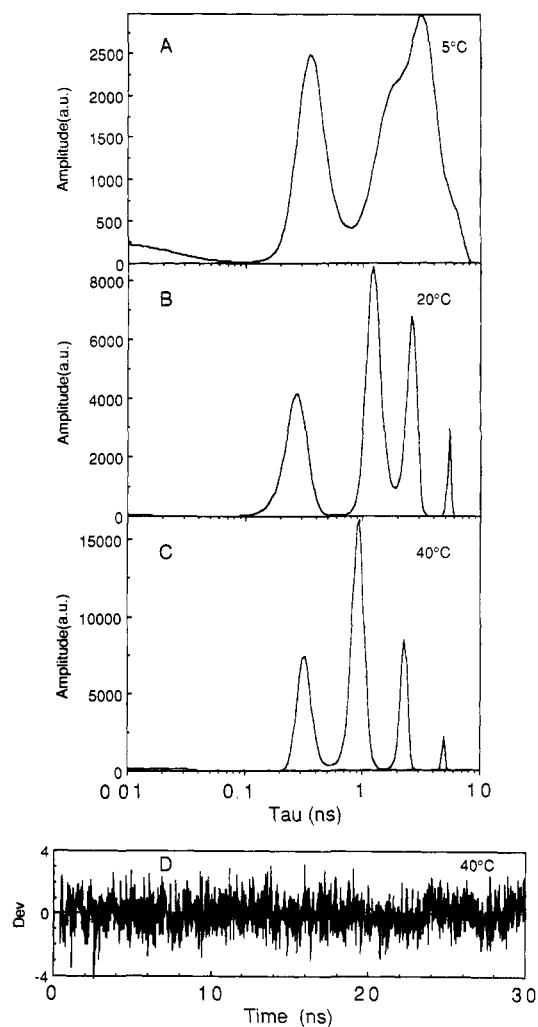 A
5°C
Amplitude(a.u.)
2500
2000
1500
1000
500
0
B
20°C
Amplitude(a.u.)
8000
6000
4000
2000
0
C
40°C
Amplitude(a.u.)
15000
10000
5000
0
0 01 0.1 1 10
Tau (ns)
D
40°C
Dev
4
0
-4
0 10 20 30
Time (ns)